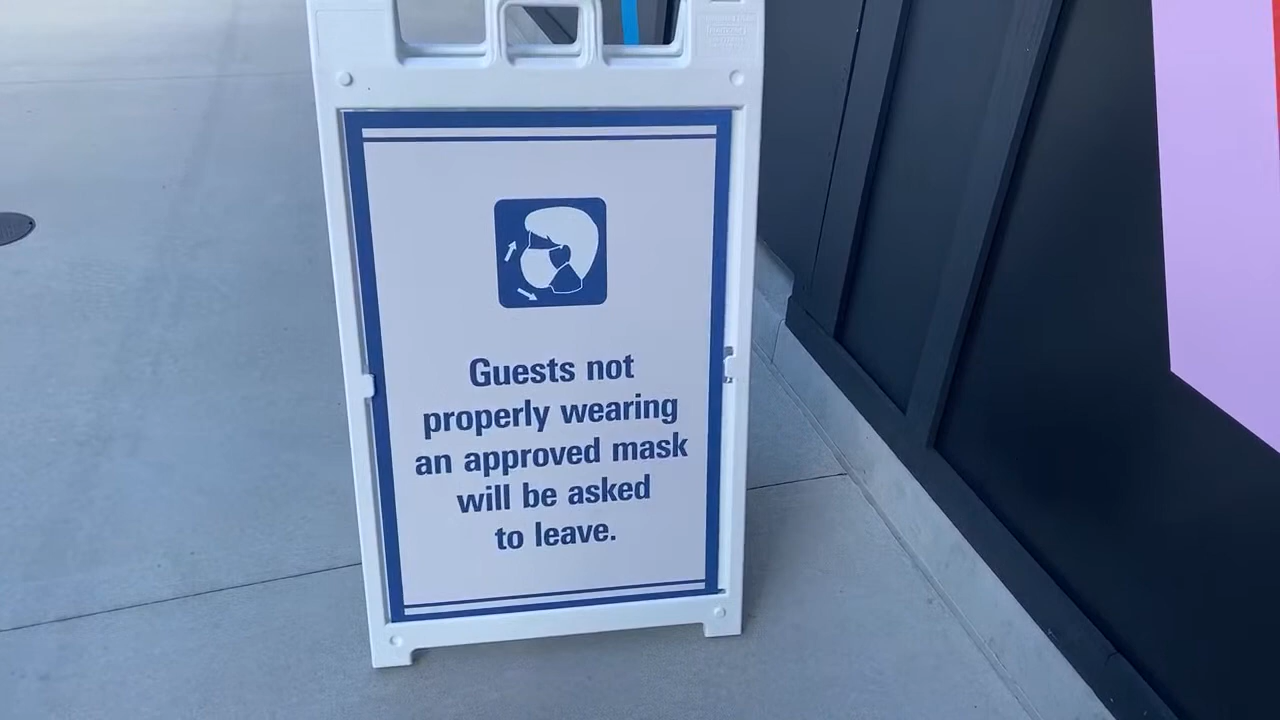 Guests not
properly wearing
an approved mask
will be asked
to leave.